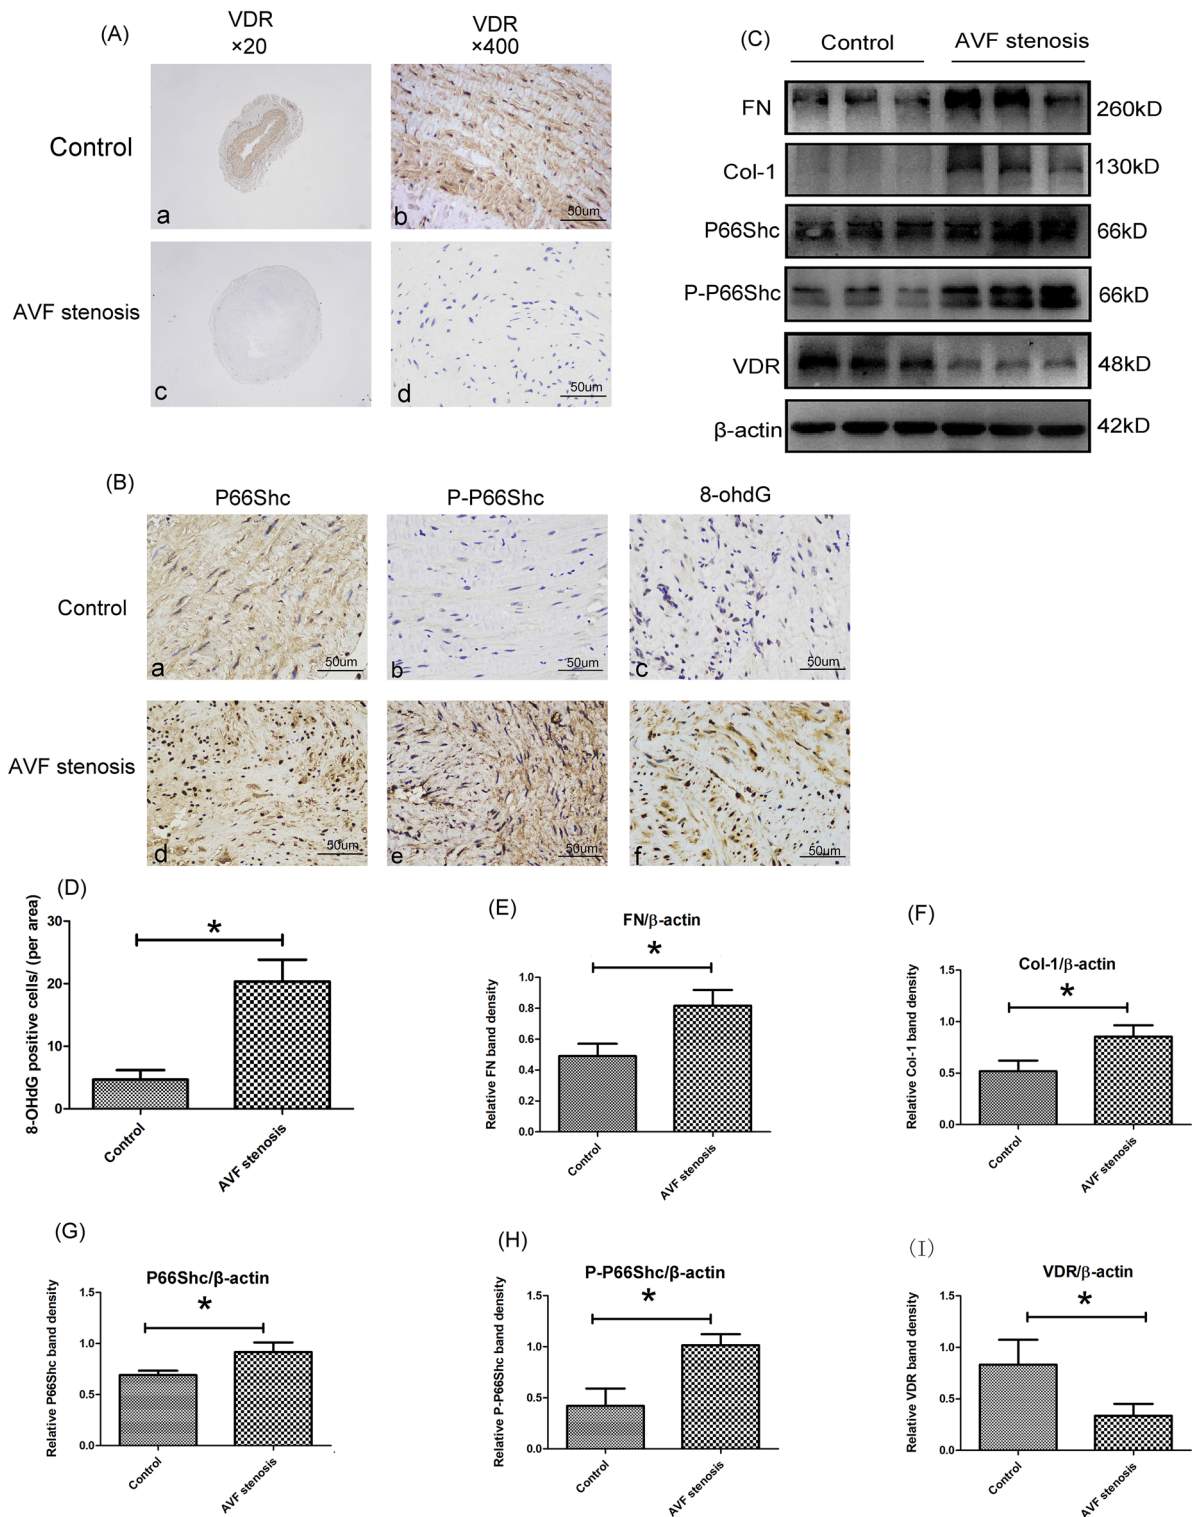 (A)
VDR
×20
VDR
×400
Control
a
b
50um
AVF stenosis
c
d
50um
(C)
Control
AVF stenosis
FN
260kD
Col-1
130kD
P66Shc
66kD
P-P66Shc
66kD
VDR
48kD
β-actin
42kD
(B)
P66Shc
P-P66Shc
8-ohdG
Control
a
50um
b
50um
c
50um
AVF stenosis
d
50um
e
50um
f
50um
(D)
8-OHdG positive cells/ (per area)
30
20
10
0
*
Control
AVF stenosis
(E)
FN/β-actin
Relative FN band density
1.0
0.8
0.6
0.4
0.2
0.0
*
Control
AVF stenosis
(F)
Col-1/β-actin
Relative Col-1 band density
1.5
1.0
0.5
0.0
*
Control
AVF stenosis
(G)
P66Shc/β-actin
Relative P66Shc band density
1.5
1.0
0.5
0.0
*
Control
AVF stenosis
(H)
P-P66Shc/β-actin
Relative P-P66Shc band density
1.5
1.0
0.5
0.0
*
Control
AVF stenosis
(I)
VDR/β-actin
Relative VDR band density
1.5
1.0
0.5
0.0
*
Control
AVF stenosis